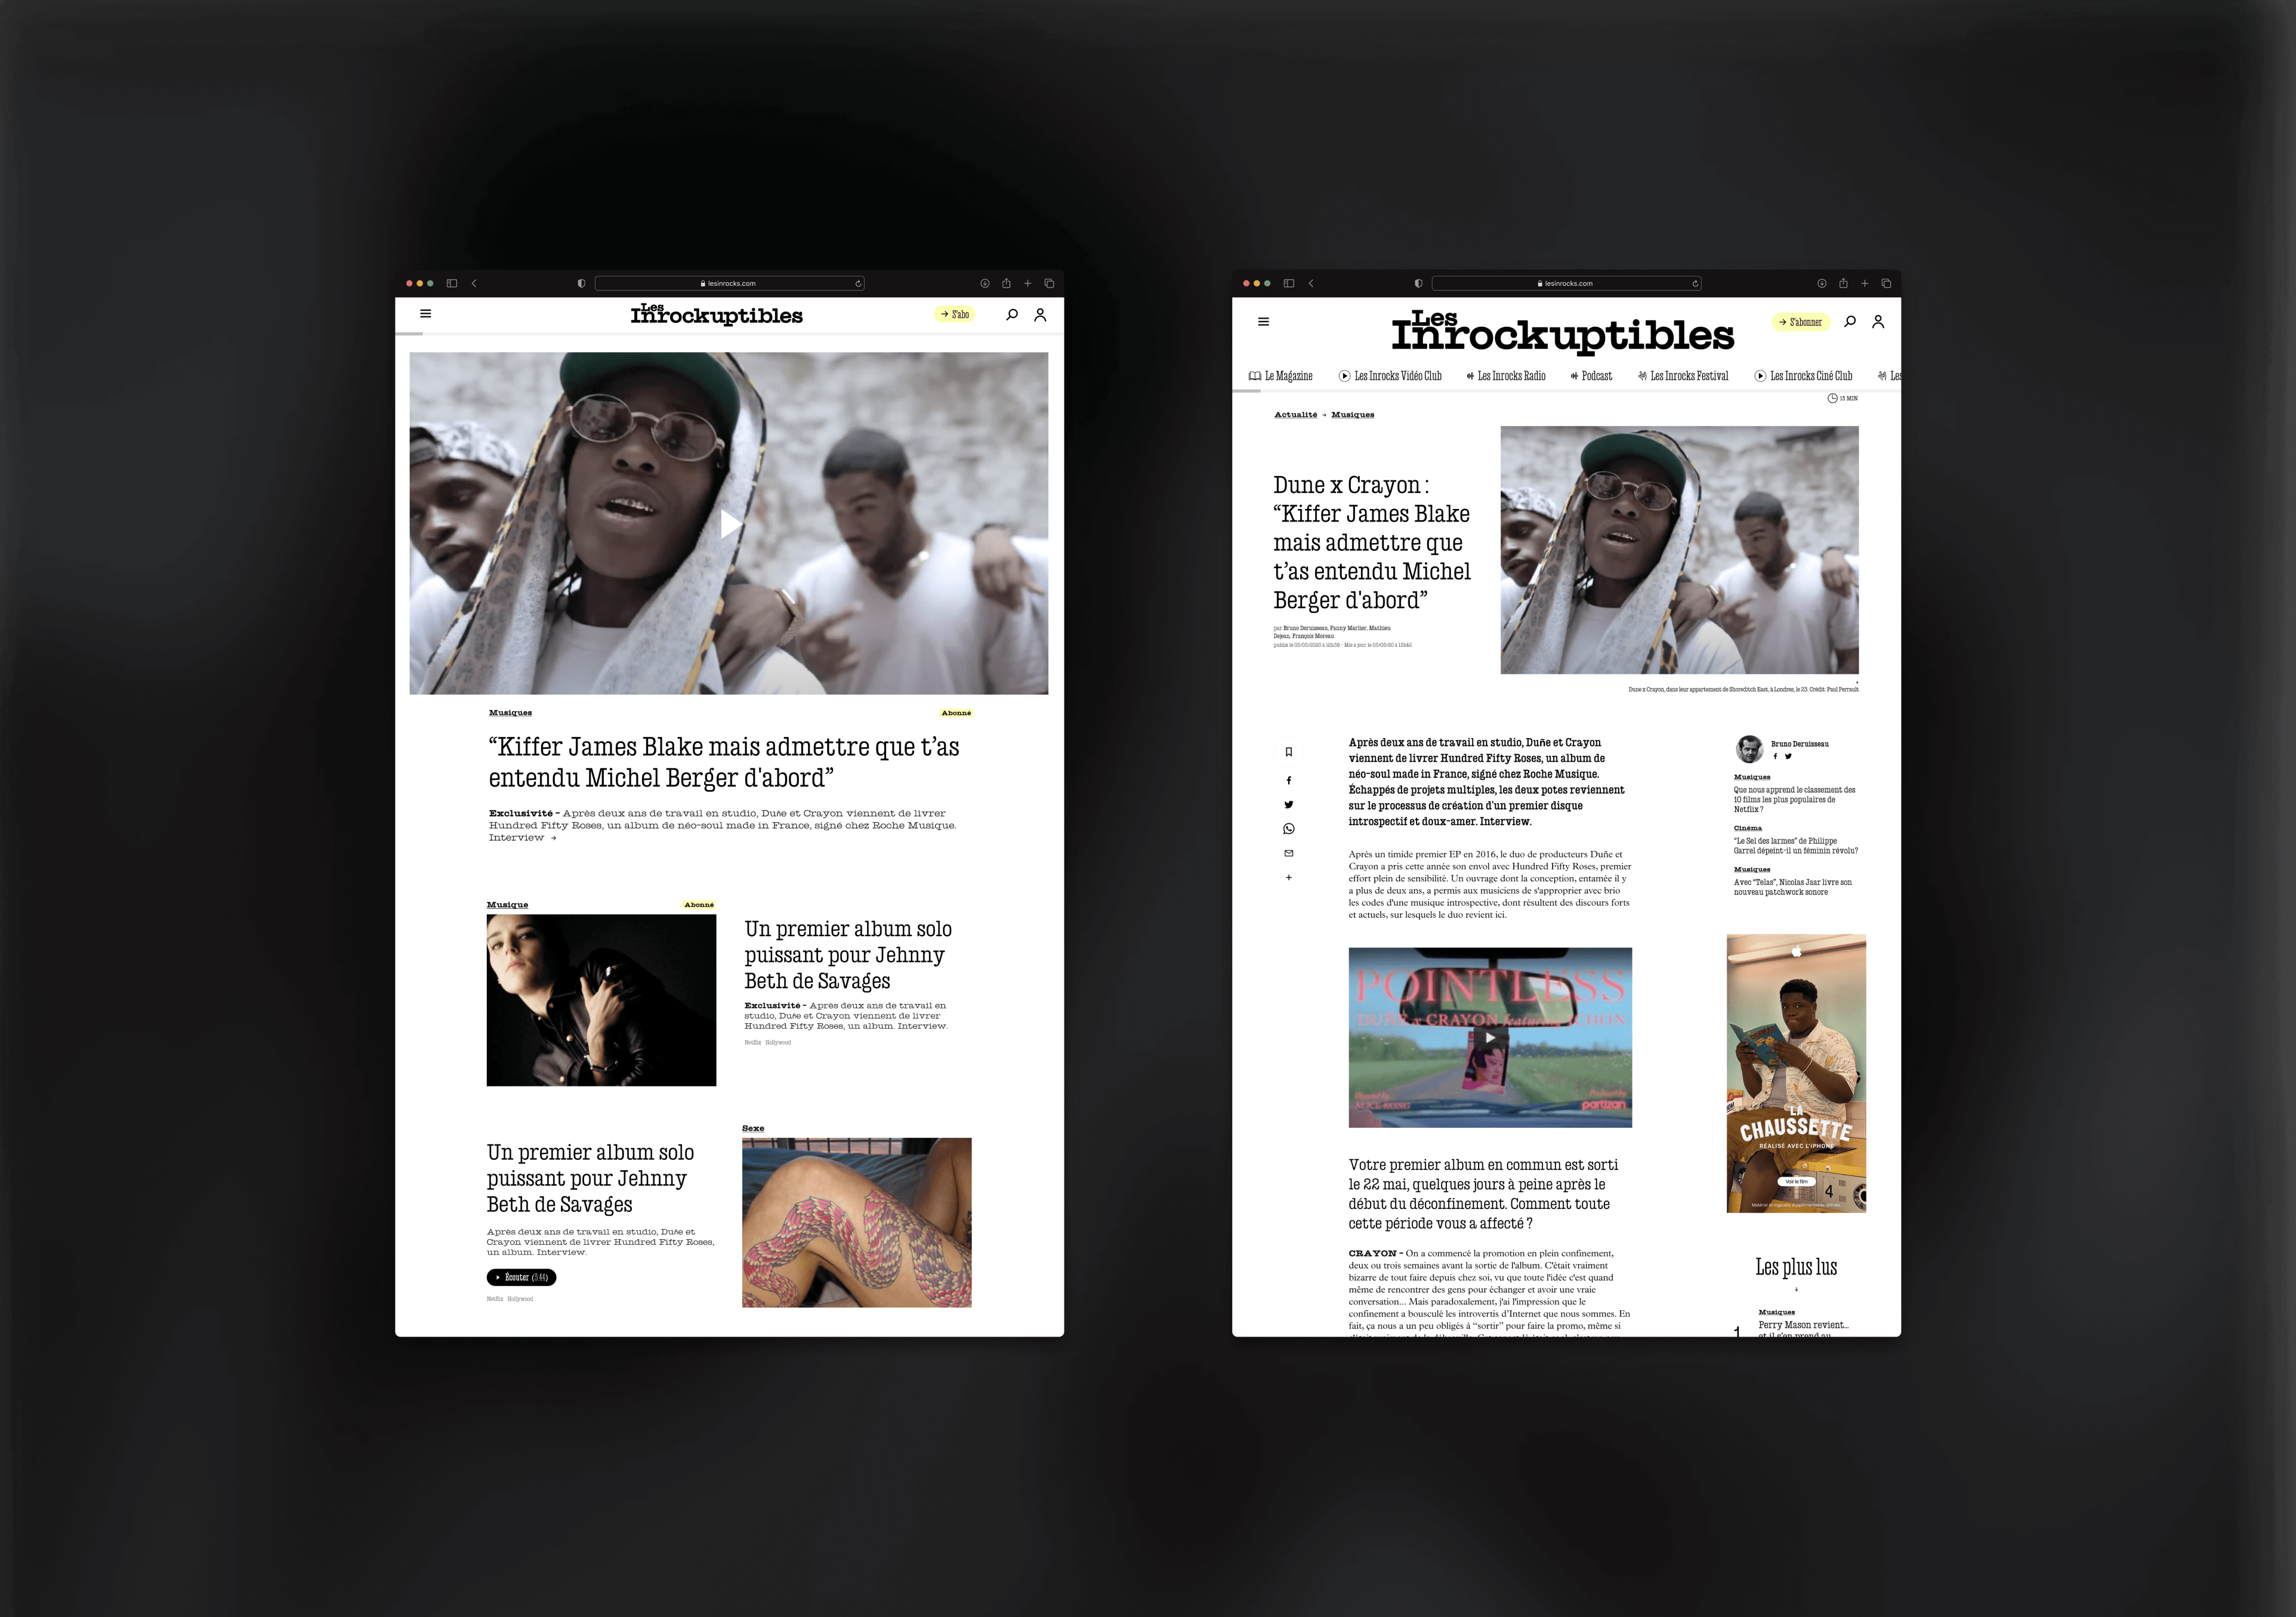 lesinrocks.com
Les
Inrockuptibles
→ S'abo
Musiques
Abonné
“Kiffer James Blake mais admettre que t’as
entendu Michel Berger d'abord”
Exclusivité – Après deux ans de travail en studio, Duñe et Crayon viennent de livrer
Hundred Fifty Roses, un album de néo-soul made in France, signé chez Roche Musique.
Interview →
Musique
Abonné
Un premier album solo
puissant pour Jehnny
Beth de Savages
Exclusivité – Après deux ans de travail en
studio, Duñe et Crayon viennent de livrer
Hundred Fifty Roses, un album. Interview.
Netflix Hollywood
Un premier album solo
puissant pour Jehnny
Beth de Savages
Après deux ans de travail en studio, Duñe et
Crayon viennent de livrer Hundred Fifty Roses,
un album. Interview.
Écouter (3:44)
Netflix Hollywood
Sexe
lesinrocks.com
Les
Inrockuptibles
→ S'abonner
Le Magazine
Les Inrocks Vidéo Club
Les Inrocks Radio
Podcast
Les Inrocks Festival
Les Inrocks Ciné Club
Les
13 MIN
Actualité → Musiques
Dune x Crayon :
“Kiffer James Blake
mais admettre que
t’as entendu Michel
Berger d'abord”
par Bruno Deruisseau, Fanny Marlier, Mathieu
Dejean, François Moreau
Dune x Crayon, dans leur appartement de Shoreditch East, à Londres, le 23. Crédit. Paul Perrault
Après deux ans de travail en studio, Duñe et Crayon
viennent de livrer Hundred Fifty Roses, un album de
néo-soul made in France, signé chez Roche Musique.
Échappés de projets multiples, les deux potes reviennent
sur le processus de création d'un premier disque
introspectif et doux-amer. Interview.
Après un timide premier EP en 2016, le duo de producteurs Duñe et
Crayon a pris cette année son envol avec Hundred Fifty Roses, premier
effort plein de sensibilité. Un ouvrage dont la conception, entamée il y
a plus de deux ans, a permis aux musiciens de s'approprier avec brio
les codes d'une musique introspective, dont résultent des discours forts
et actuels, sur lesquels le duo revient ici.
POINTLESS
DUÑE x CRAYON featuring ICHON
Directed by
ALICE KONG
Produced by
partizan
Votre premier album en commun est sorti
le 22 mai, quelques jours à peine après le
début du déconfinement. Comment toute
cette période vous a affecté ?
CRAYON – On a commencé la promotion en plein confinement,
deux ou trois semaines avant la sortie de l'album. C'était vraiment
bizarre de tout faire depuis chez soi, vu que toute l'idée c'est quand
même de rencontrer des gens pour échanger et avoir une vraie
conversation... Mais paradoxalement, j'ai l'impression que le
confinement a bousculé les introvertis d’Internet que nous sommes. En
fait, ça nous a un peu obligés à “sortir” pour faire la promo, même si
Bruno Deruisseau
Musiques
Que nous apprend le classement des
10 films les plus populaires de
Netflix ?
Cinéma
“Le Sel des larmes” de Philippe
Garrel dépeint-il un féminin révolu?
Musiques
Avec “Telas”, Nicolas Jaar livre son
nouveau patchwork sonore
LA
CHAUSSETTE
RÉALISÉ AVEC L'iPHONE
Voir le film
4
Les plus lus
Musiques
1
Perry Mason revient...
et il s'en prend au